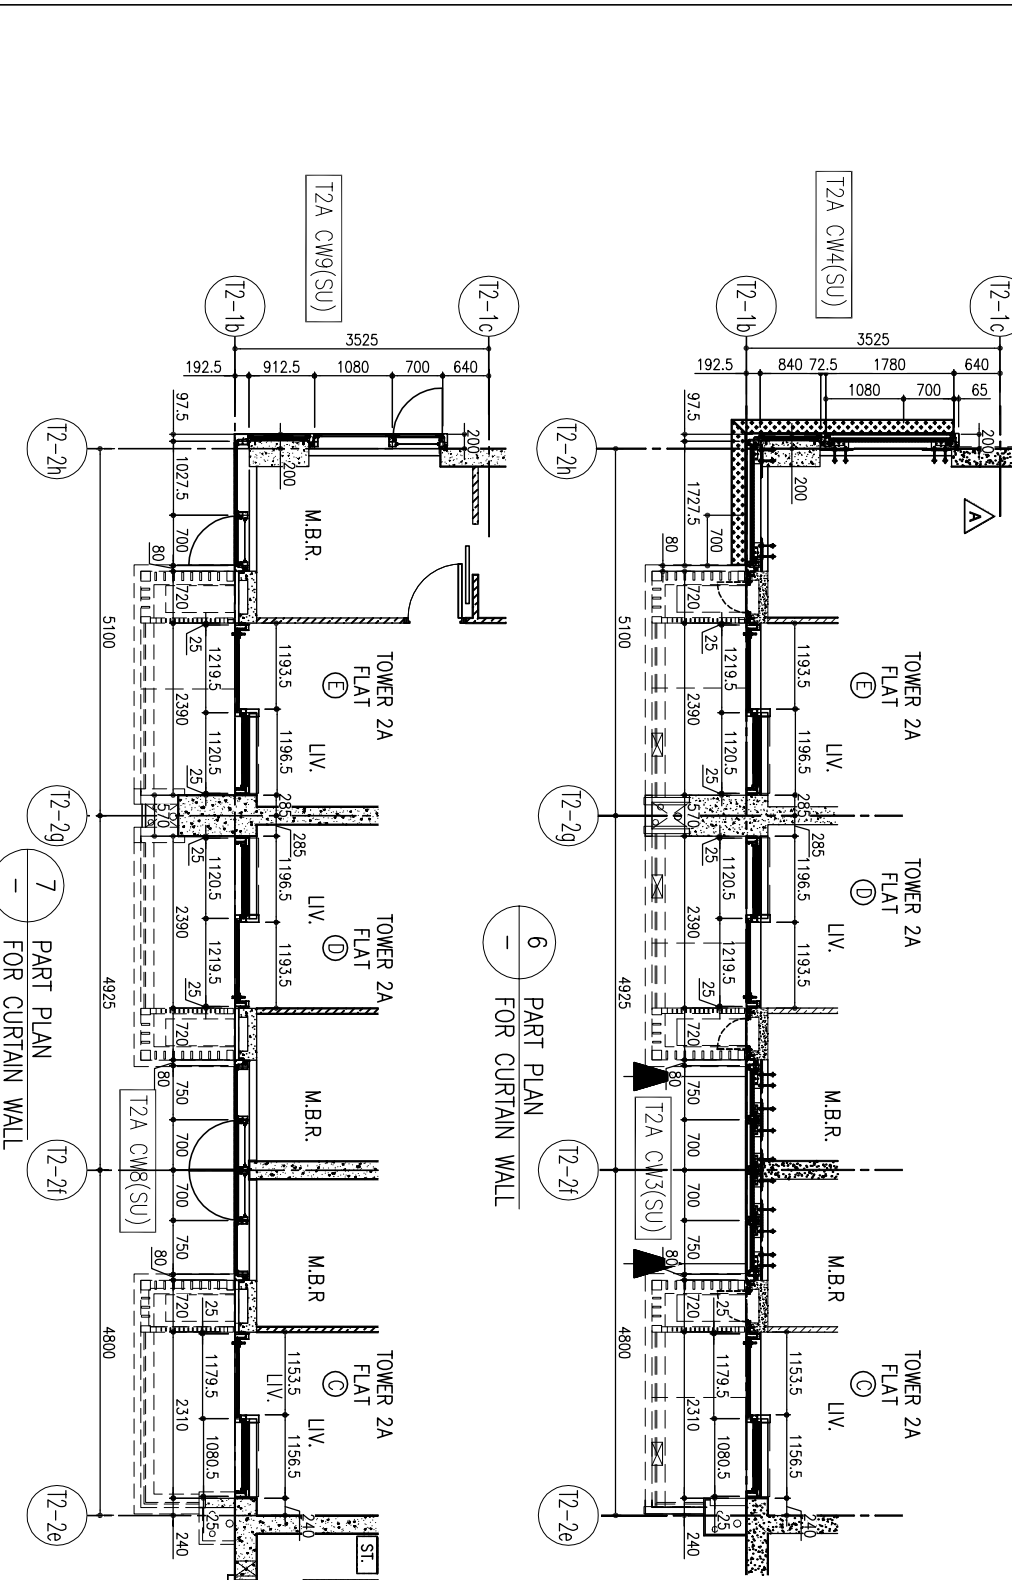 T2A CW4(SU)
T2-1b
T2-1c
3525
192.5
840
72.5
1780
640
1080
700
65
97.5
200
T2-2h
200
A
1727.5
700
80
720
5100
25
1219.5
1193.5
TOWER 2A
FLAT
E
2390
1120.5
1196.5
LIV.
25
285
T2-2g
570
285
25
1120.5
1196.5
TOWER 2A
FLAT
D
2390
LIV.
1219.5
1193.5
4925
25
720
80
750
M.B.R.
T2A CW3(SU)
700
T2-2f
700
750
M.B.R
80
720
25
4800
1179.5
1153.5
TOWER 2A
FLAT
C
2310
LIV.
1080.5
1156.5
T2-2e
25
240
240
6
-
PART PLAN
FOR CURTAIN WALL
T2A CW9(SU)
T2-1b
T2-1c
3525
192.5
912.5
1080
700
640
97.5
200
T2-2h
200
1027.5
M.B.R.
700
80
720
5100
25
1219.5
1193.5
TOWER 2A
FLAT
E
2390
1120.5
1196.5
LIV.
25
285
T2-2g
570
285
25
1120.5
1196.5
LIV.
TOWER 2A
FLAT
D
2390
1219.5
1193.5
4925
25
720
80
750
M.B.R.
T2A CW8(SU)
700
T2-2f
700
750
M.B.R
80
720
25
4800
1179.5
1153.5
TOWER 2A
FLAT
C
LIV.
2310
LIV.
1080.5
1156.5
T2-2e
25
240
240
ST.
7
-
PART PLAN
FOR CURTAIN WALL